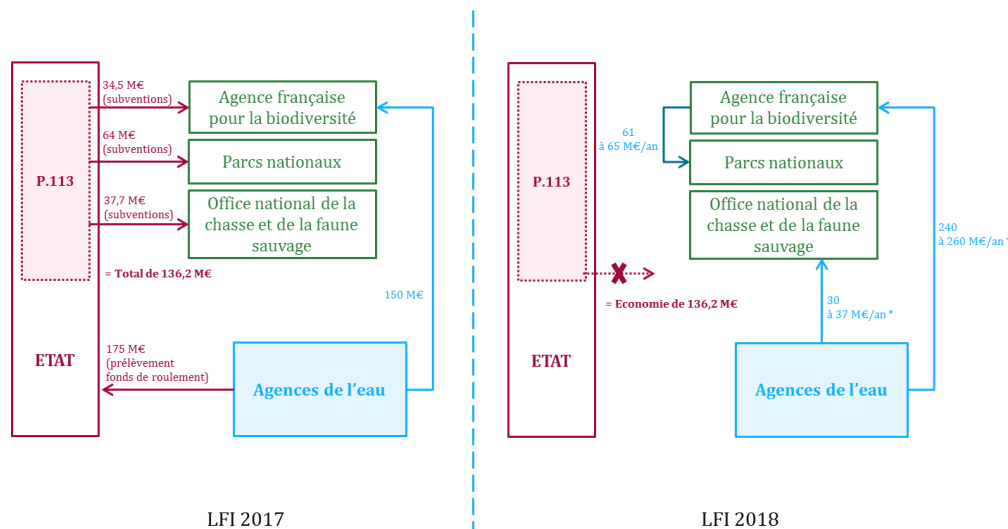 34,5 M€
(subventions)
Agence française
pour la biodiversité
64 M€
(subventions)
Parcs nationaux
P.113
37,7 M€
(subventions)
Office national de la
chasse et de la faune
sauvage
= Total de 136,2 M€
150 M€
175 M€
(prélèvement
fonds de roulement)
ETAT
Agences de l'eau
LFI 2017
Agence française
pour la biodiversité
61
à 65 M€/an
Parcs nationaux
P.113
Office national de la
chasse et de la faune
sauvage
240
à 260 M€/an *
= Economie de 136,2 M€
30
à 37 M€/an *
ETAT
Agences de l'eau
LFI 2018